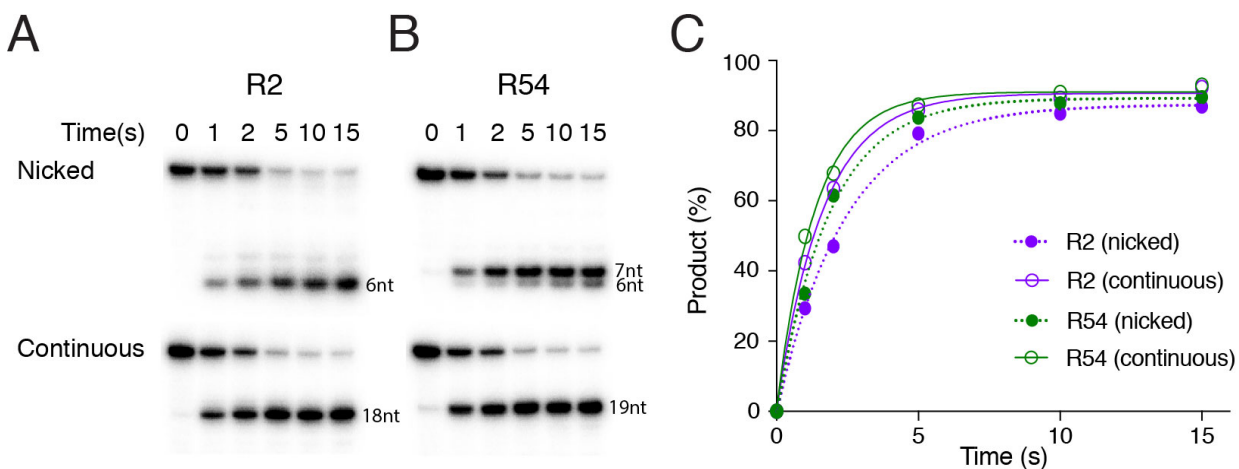 A
R2
Time(s) 0 1 2 5 10 15
Nicked
6nt
Continuous
18nt
B
R54
0 1 2 5 10 15
7nt
6nt
19nt
C
100
80
60
40
20
0
Product (%)
0 5 10 15
Time (s)
R2 (nicked)
R2 (continuous)
R54 (nicked)
R54 (continuous)